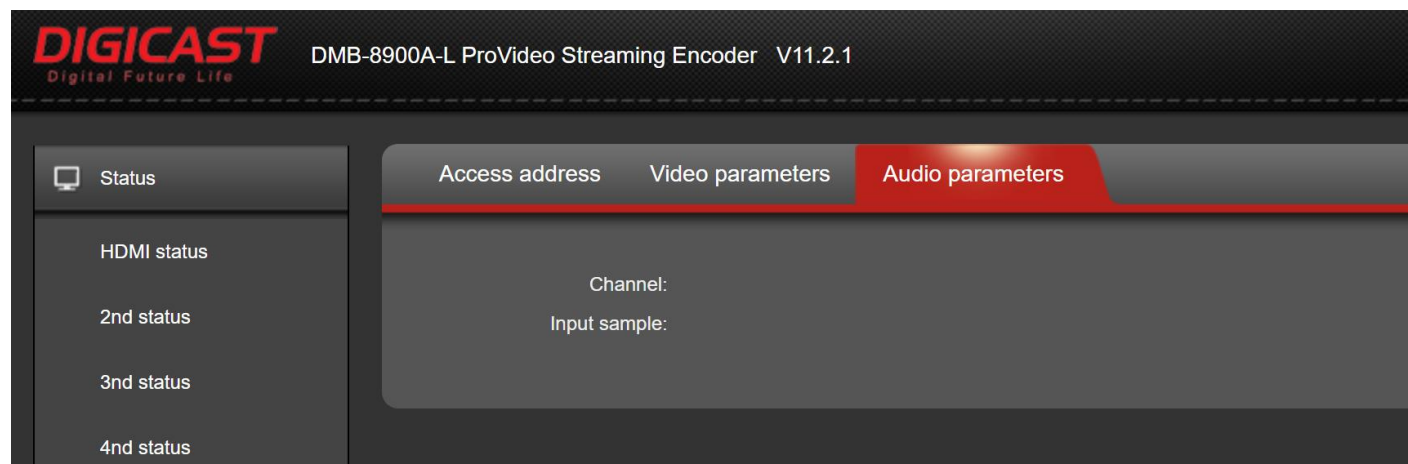 DIGICAST
Digital Future Life
DMB-8900A-L ProVideo Streaming Encoder V11.2.1
Status
HDMI status
2nd status
3nd status
4nd status
Access address
Video parameters
Audio parameters
Channel:
Input sample: